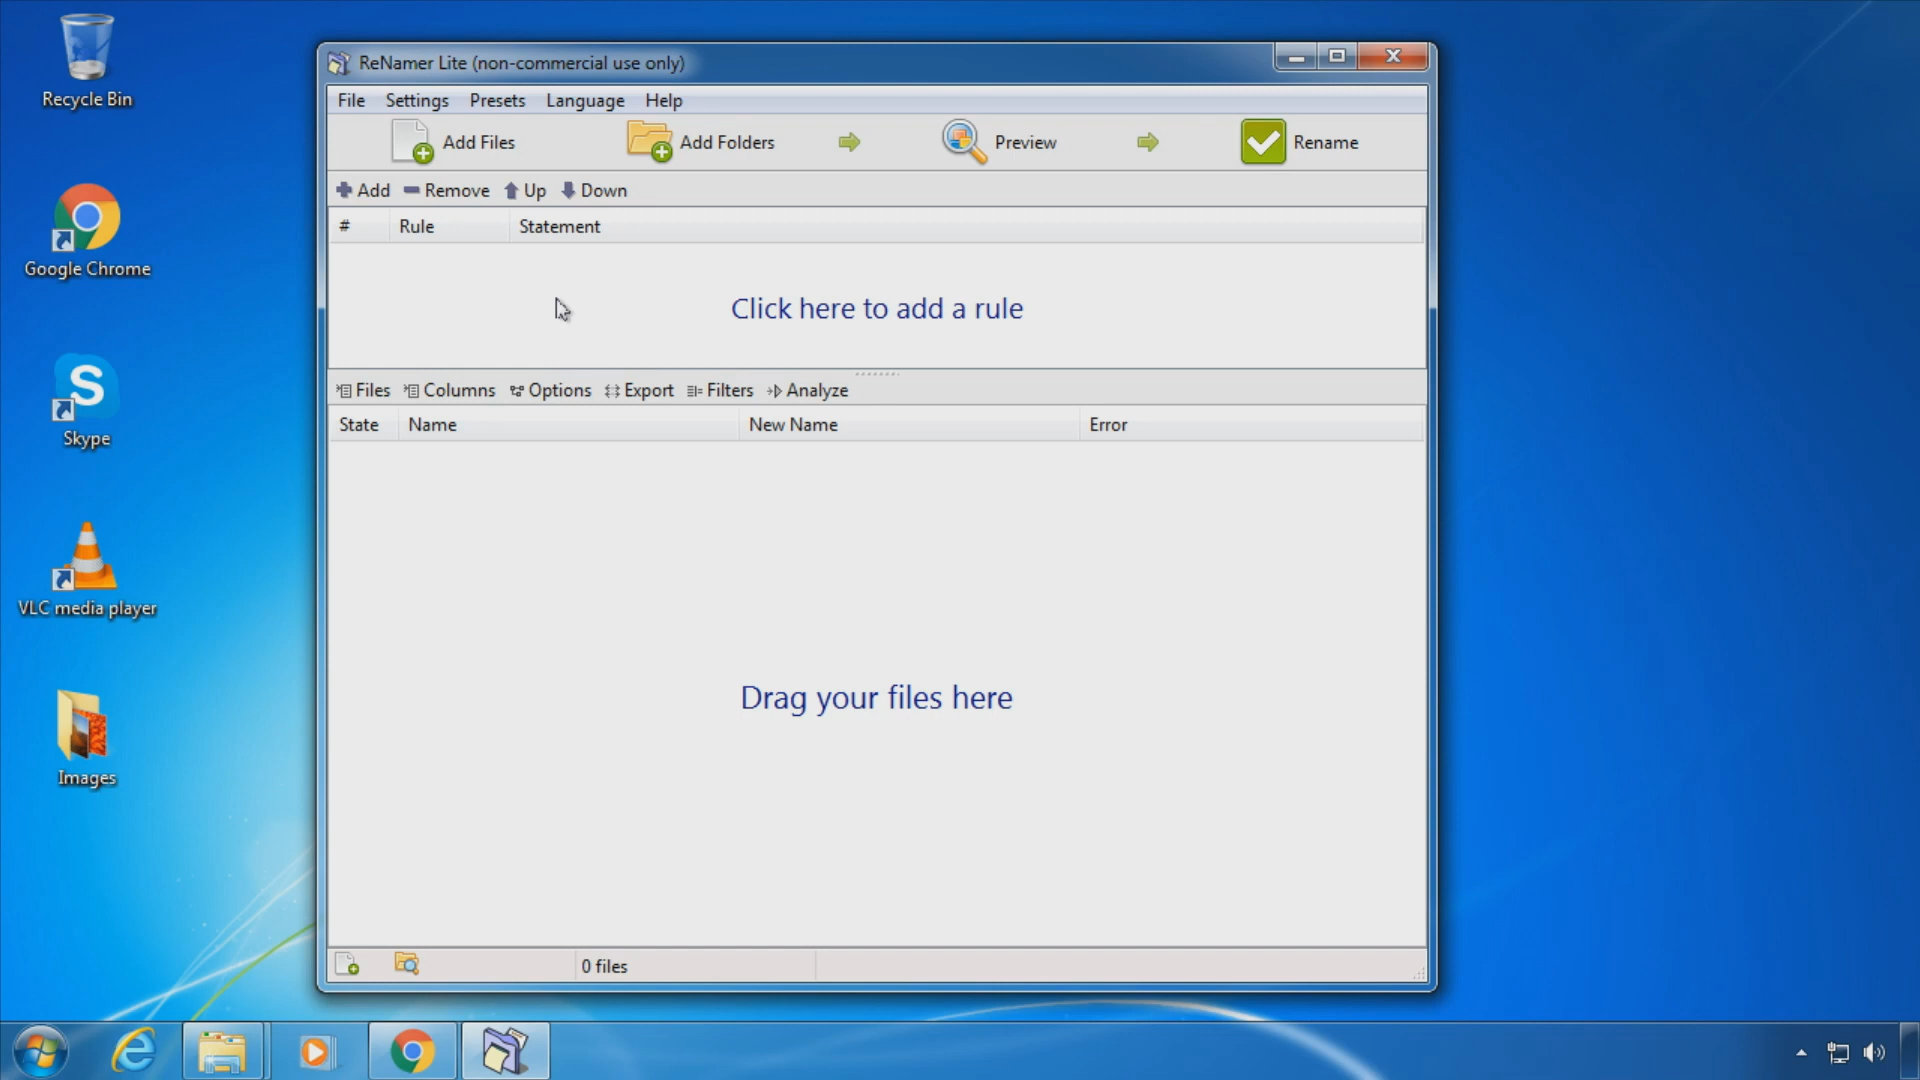 Recycle Bin
Google Chrome
Skype
VLC media player
Images
ReNamer Lite (non-commercial use only)
File Settings Presets Language Help
Add Files Add Folders Preview Rename
Add Remove Up Down
# Rule Statement
Click here to add a rule
Files Columns Options Export Filters Analyze
State Name New Name Error
Drag your files here
0 files